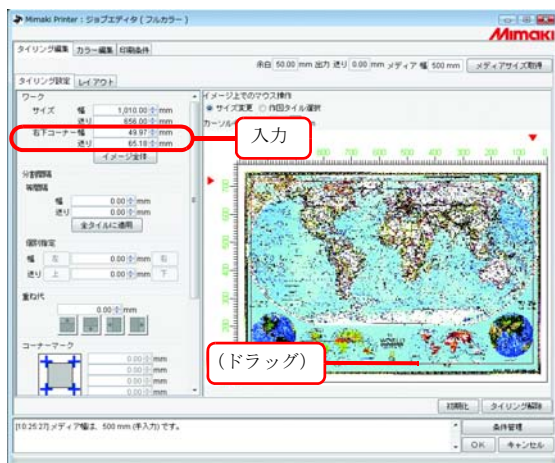 Mimaki Printer : ジョブエディタ ( フルカラー )
Mimaki
タイリング編集 カラー編集 印刷条件
余白 50.00 mm 出力 送り 0.00 mm メディア 幅 500 mm メディアサイズ取得
タイリング設定 レイアウト
ワーク
サイズ 幅 1,010.00 mm
送り 656.00 mm
右下コーナー幅 49.97 mm
送り 65.18 mm
イメージ全体
分割間隔
等間隔
幅 0.00 mm
送り 0.00 mm
全タイルに適用
個別指定
幅 左 0.00 mm 右
送り 上 0.00 mm 下
重ね代
0.00 mm
コーナーマーク
0.00 mm
0.00 mm
0.00 mm
0.00 mm
イメージ上でのマウス操作
サイズ変更 作図タイル選択
入力
（ドラッグ）
WORLD
初期化 タイリング解除
[10:25:27] メディア幅は、500 mm (手入力) です。
条件管理
OK キャンセル